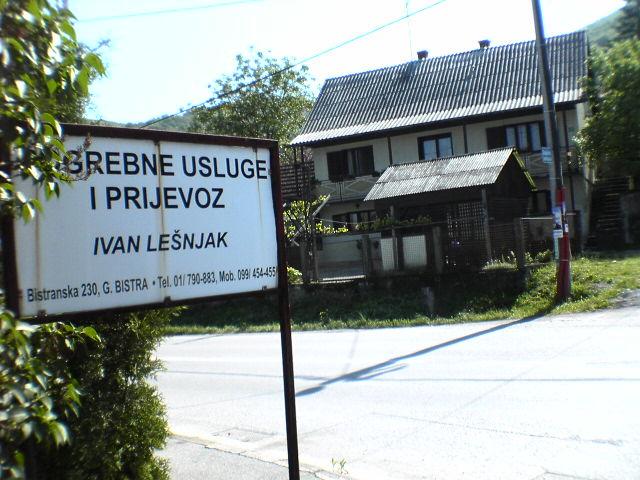 GREBNE USLUGE
I PRIJEVOZ
IVAN LEŠNJAK
Bistranska 230, G. BISTRA • Tel. 01/ 790-883, Mob. 099/ 454-455